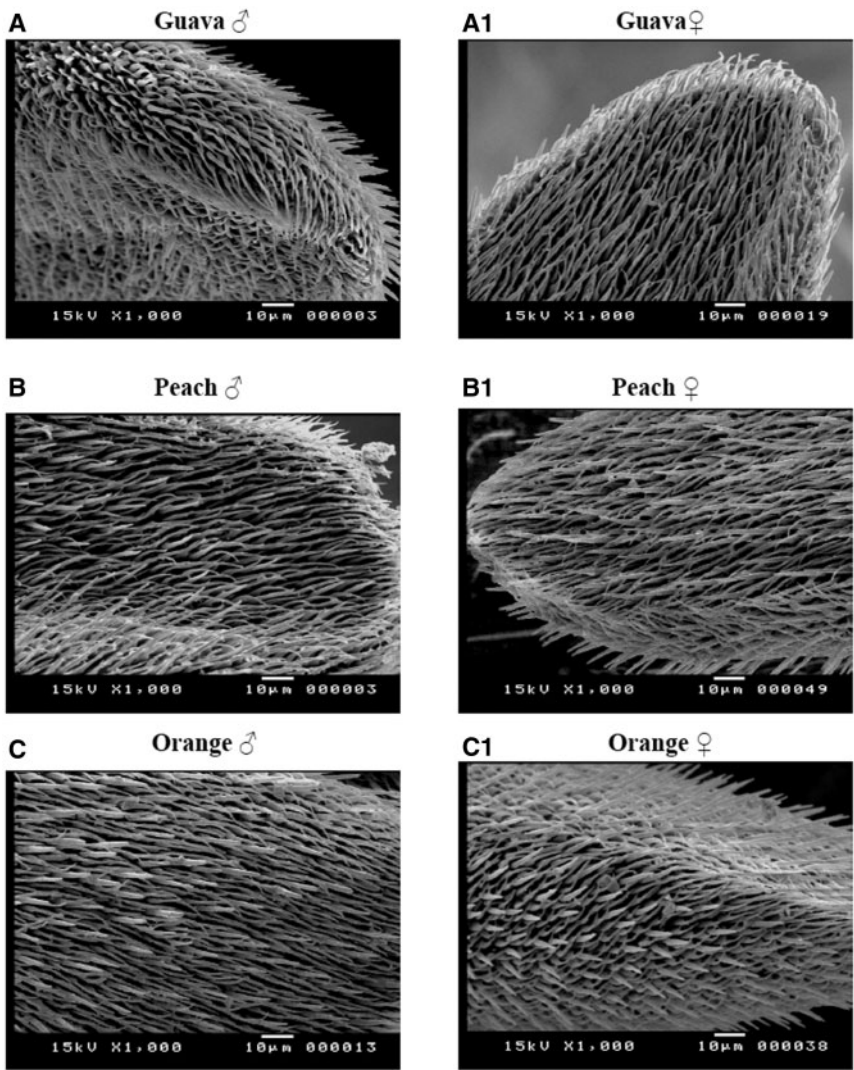 A Guava ♂
A1 Guava ♀
15kV X1,000 10μm 000003
15kV X1,000 10μm 000019
B Peach ♂
B1 Peach ♀
15kV X1,000 10μm 000003
15kV X1,000 10μm 000049
C Orange ♂
C1 Orange ♀
15kV X1,000 10μm 000013
15kV X1,000 10μm 000038